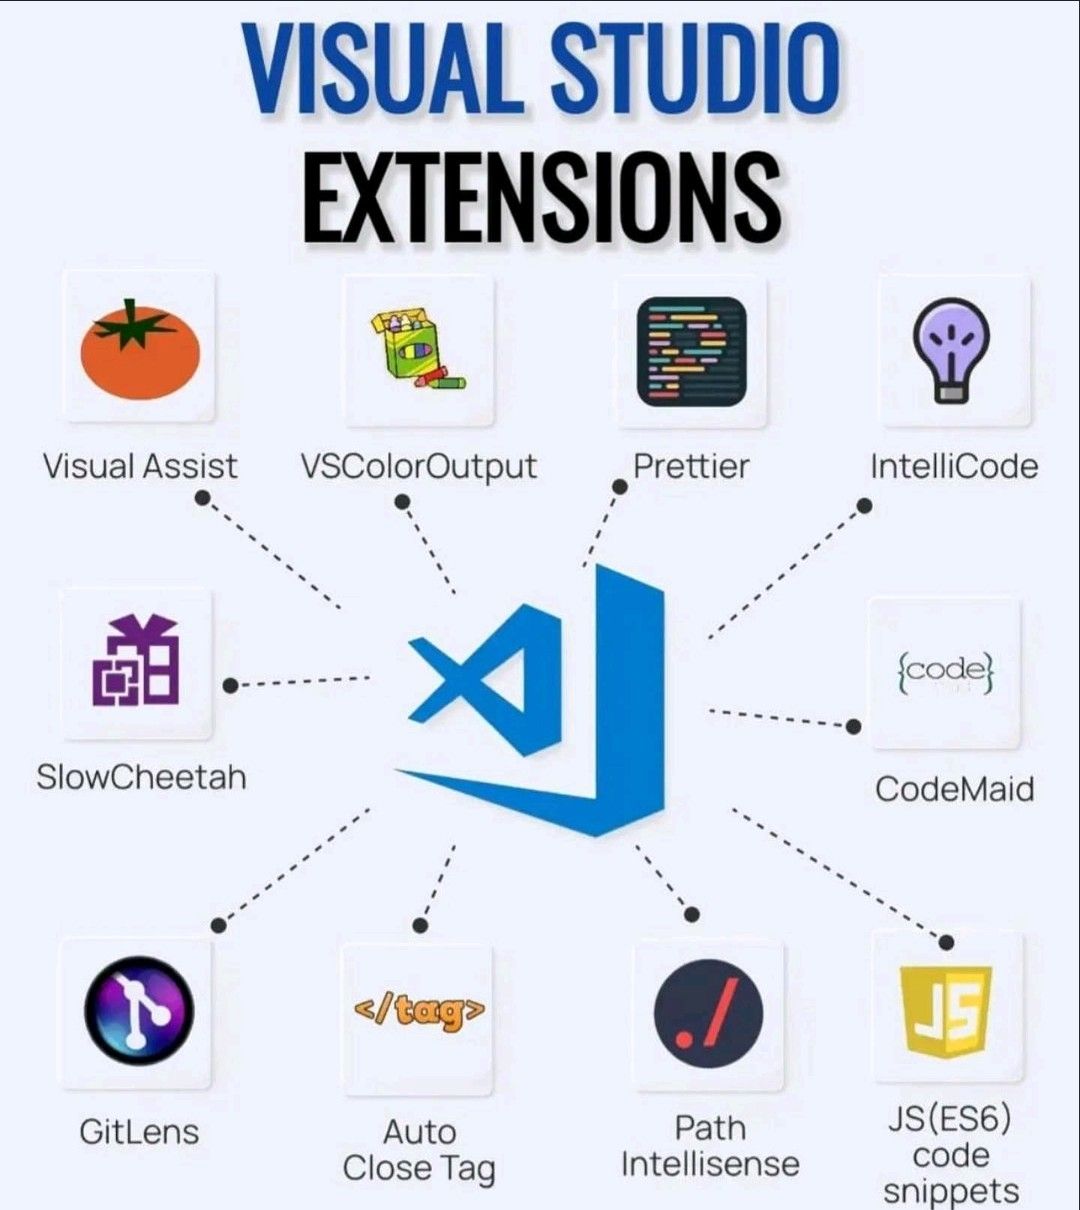 VISUAL STUDIO
EXTENSIONS
Visual Assist
VSColorOutput
Prettier
IntelliCode
SlowCheetah
{code}
CodeMaid
GitLens
</tag>
Auto
Close Tag
./
Path
Intellisense
JS
JS(ES6)
code
snippets